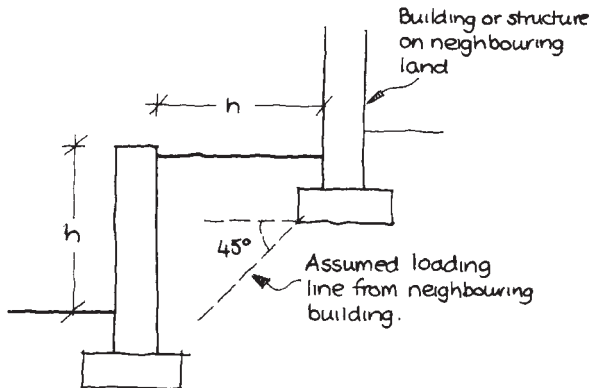 Building or structure
on neighbouring
land
h
h
45°
Assumed loading
line from neighbouring
building.